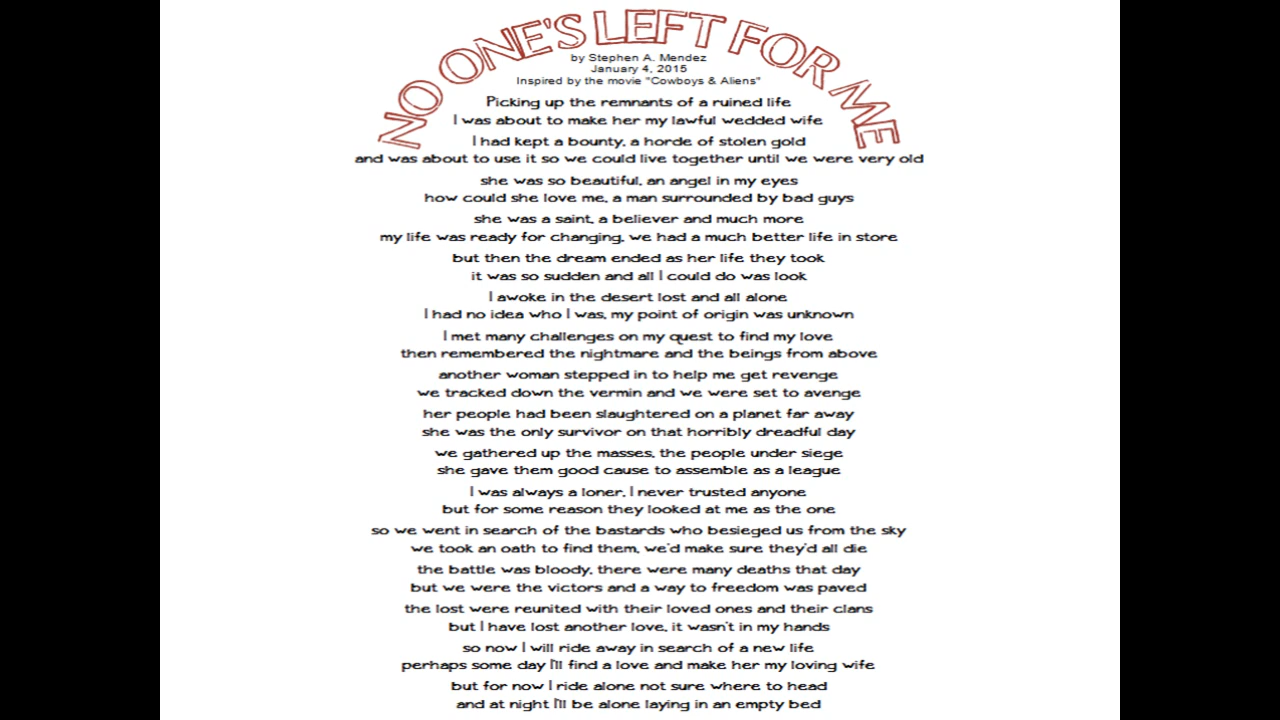 NO ONE'S LEFT FOR ME
by Stephen A. Mendez
January 4, 2015
Inspired by the movie "Cowboys & Aliens"
Picking up the remnants of a ruined life
I was about to make her my lawful wedded wife
I had kept a bounty, a horde of stolen gold
and was about to use it so we could live together until we were very old
she was so beautiful, an angel in my eyes
how could she love me, a man surrounded by bad guys
she was a saint, a believer and much more
my life was ready for changing, we had a much better life in store
but then the dream ended as her life they took
it was so sudden and all I could do was look
I awoke in the desert lost and all alone
I had no idea who I was, my point of origin was unknown
I met many challenges on my quest to find my love
then remembered the nightmare and the beings from above
another woman stepped in to help me get revenge
we tracked down the vermin and we were set to avenge
her people had been slaughtered on a planet far away
she was the only survivor on that horribly dreadful day
we gathered up the masses, the people under siege
she gave them good cause to assemble as a league
I was always a loner, I never trusted anyone
but for some reason they looked at me as the one
so we went in search of the bastards who besieged us from the sky
we took an oath to find them, we'd make sure they'd all die
the battle was bloody, there were many deaths that day
but we were the victors and a way to freedom was paved
the lost were reunited with their loved ones and their clans
but I have lost another love, it wasn't in my hands
so now I will ride away in search of a new life
perhaps some day I'll find a love and make her my loving wife
but for now I ride alone not sure where to head
and at night I'll be alone laying in an empty bed